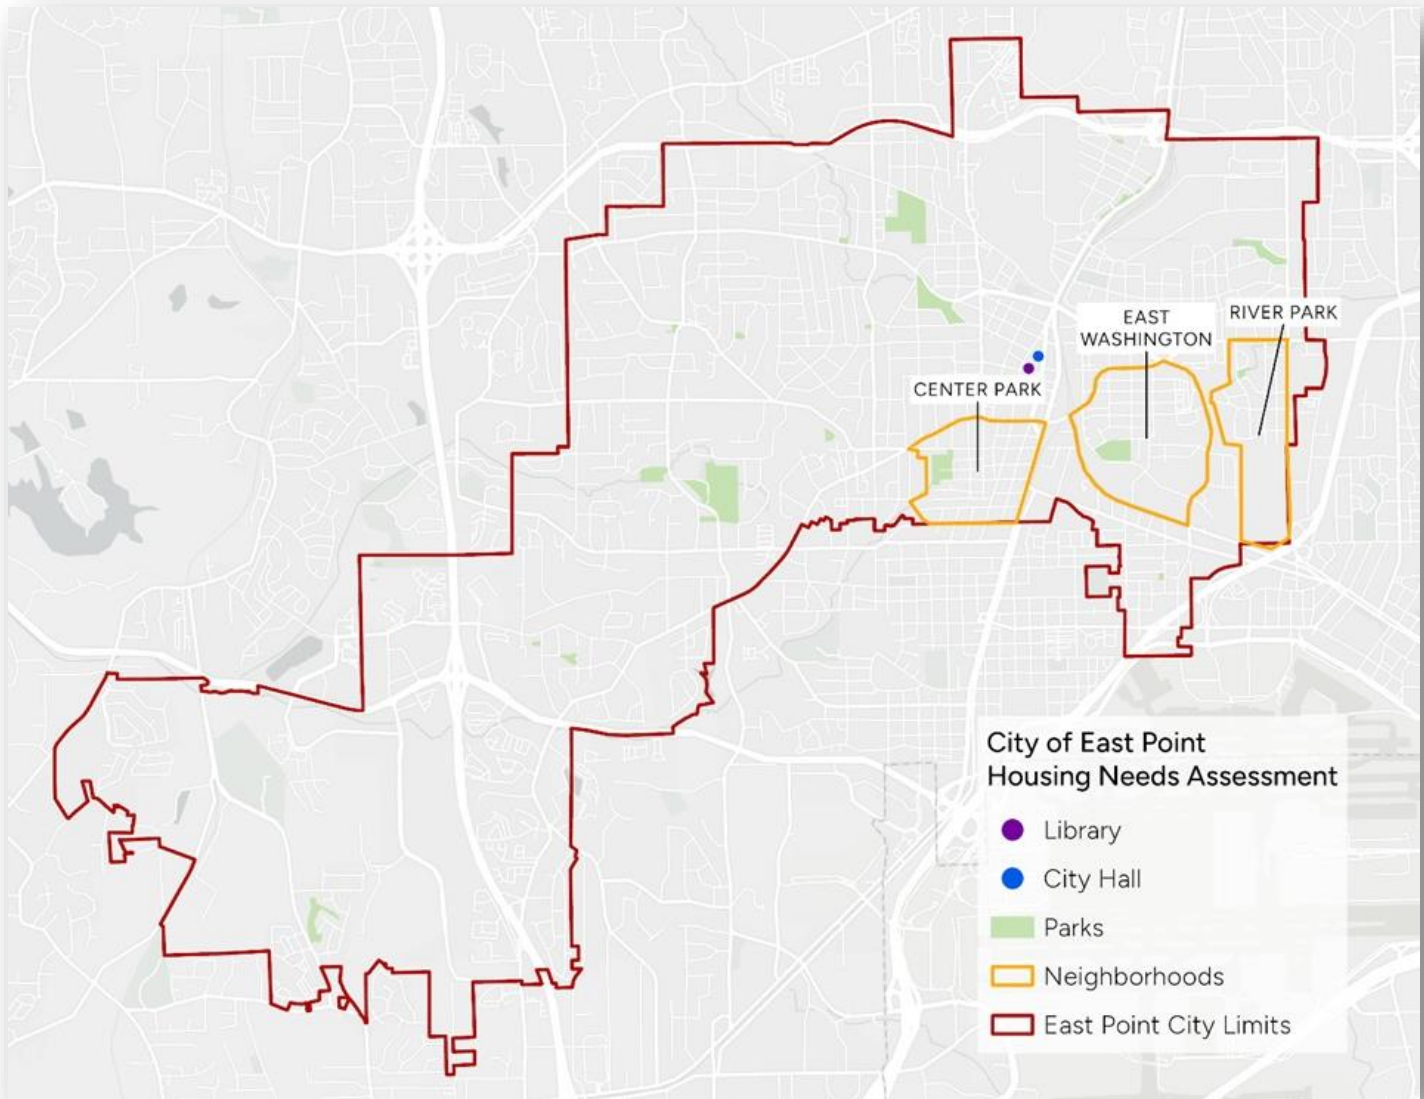 EAST
WASHINGTON
RIVER PARK
CENTER PARK
City of East Point
Housing Needs Assessment
Library
City Hall
Parks
Neighborhoods
East Point City Limits